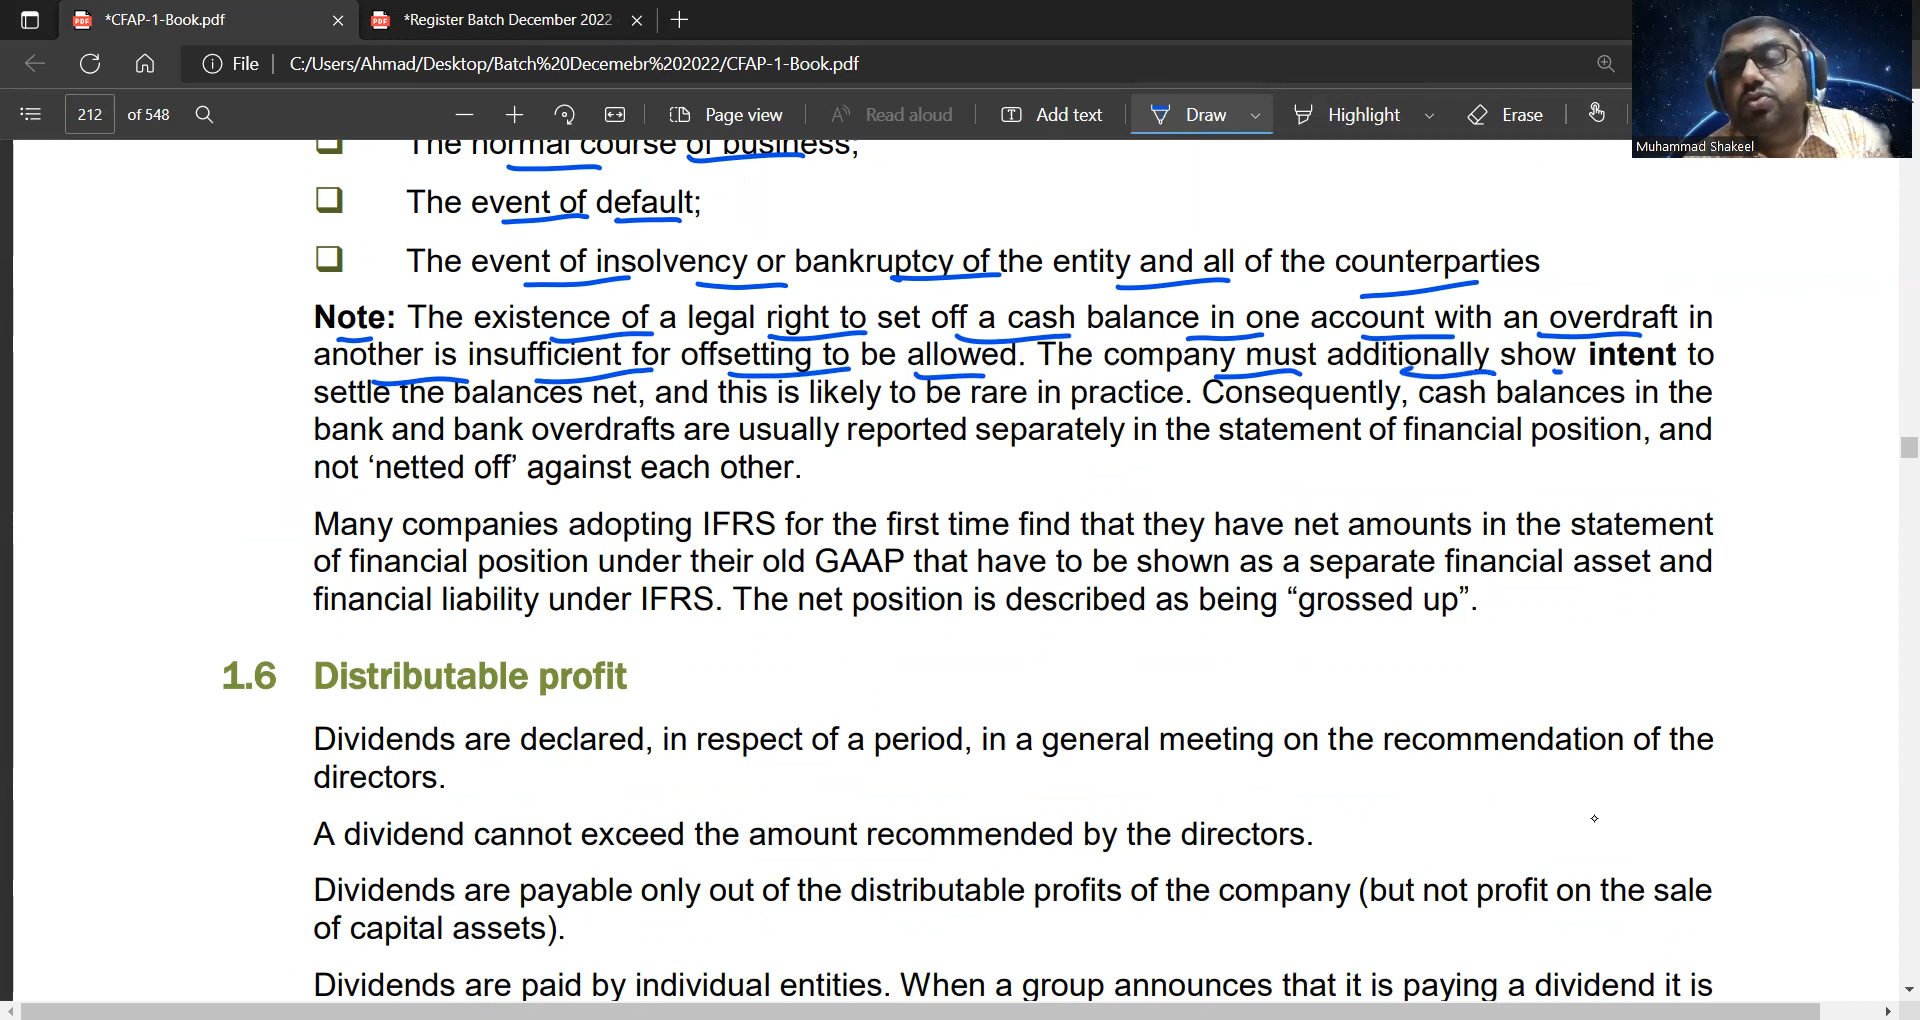 *CFAP-1-Book.pdf
*Register Batch December 2022
File
C:/Users/Ahmad/Desktop/Batch%20Decemebr%202022/CFAP-1-Book.pdf
212 of 548
Page view
Read aloud
Add text
Draw
Highlight
Erase
Muhammad Shakeel
The normal course of business;
The event of default;
The event of insolvency or bankruptcy of the entity and all of the counterparties
Note: The existence of a legal right to set off a cash balance in one account with an overdraft in
another is insufficient for offsetting to be allowed. The company must additionally show intent to
settle the balances net, and this is likely to be rare in practice. Consequently, cash balances in the
bank and bank overdrafts are usually reported separately in the statement of financial position, and
not ‘netted off’ against each other.
Many companies adopting IFRS for the first time find that they have net amounts in the statement
of financial position under their old GAAP that have to be shown as a separate financial asset and
financial liability under IFRS. The net position is described as being “grossed up”.
1.6 Distributable profit
Dividends are declared, in respect of a period, in a general meeting on the recommendation of the
directors.
A dividend cannot exceed the amount recommended by the directors.
Dividends are payable only out of the distributable profits of the company (but not profit on the sale
of capital assets).
Dividends are paid by individual entities. When a group announces that it is paying a dividend it is